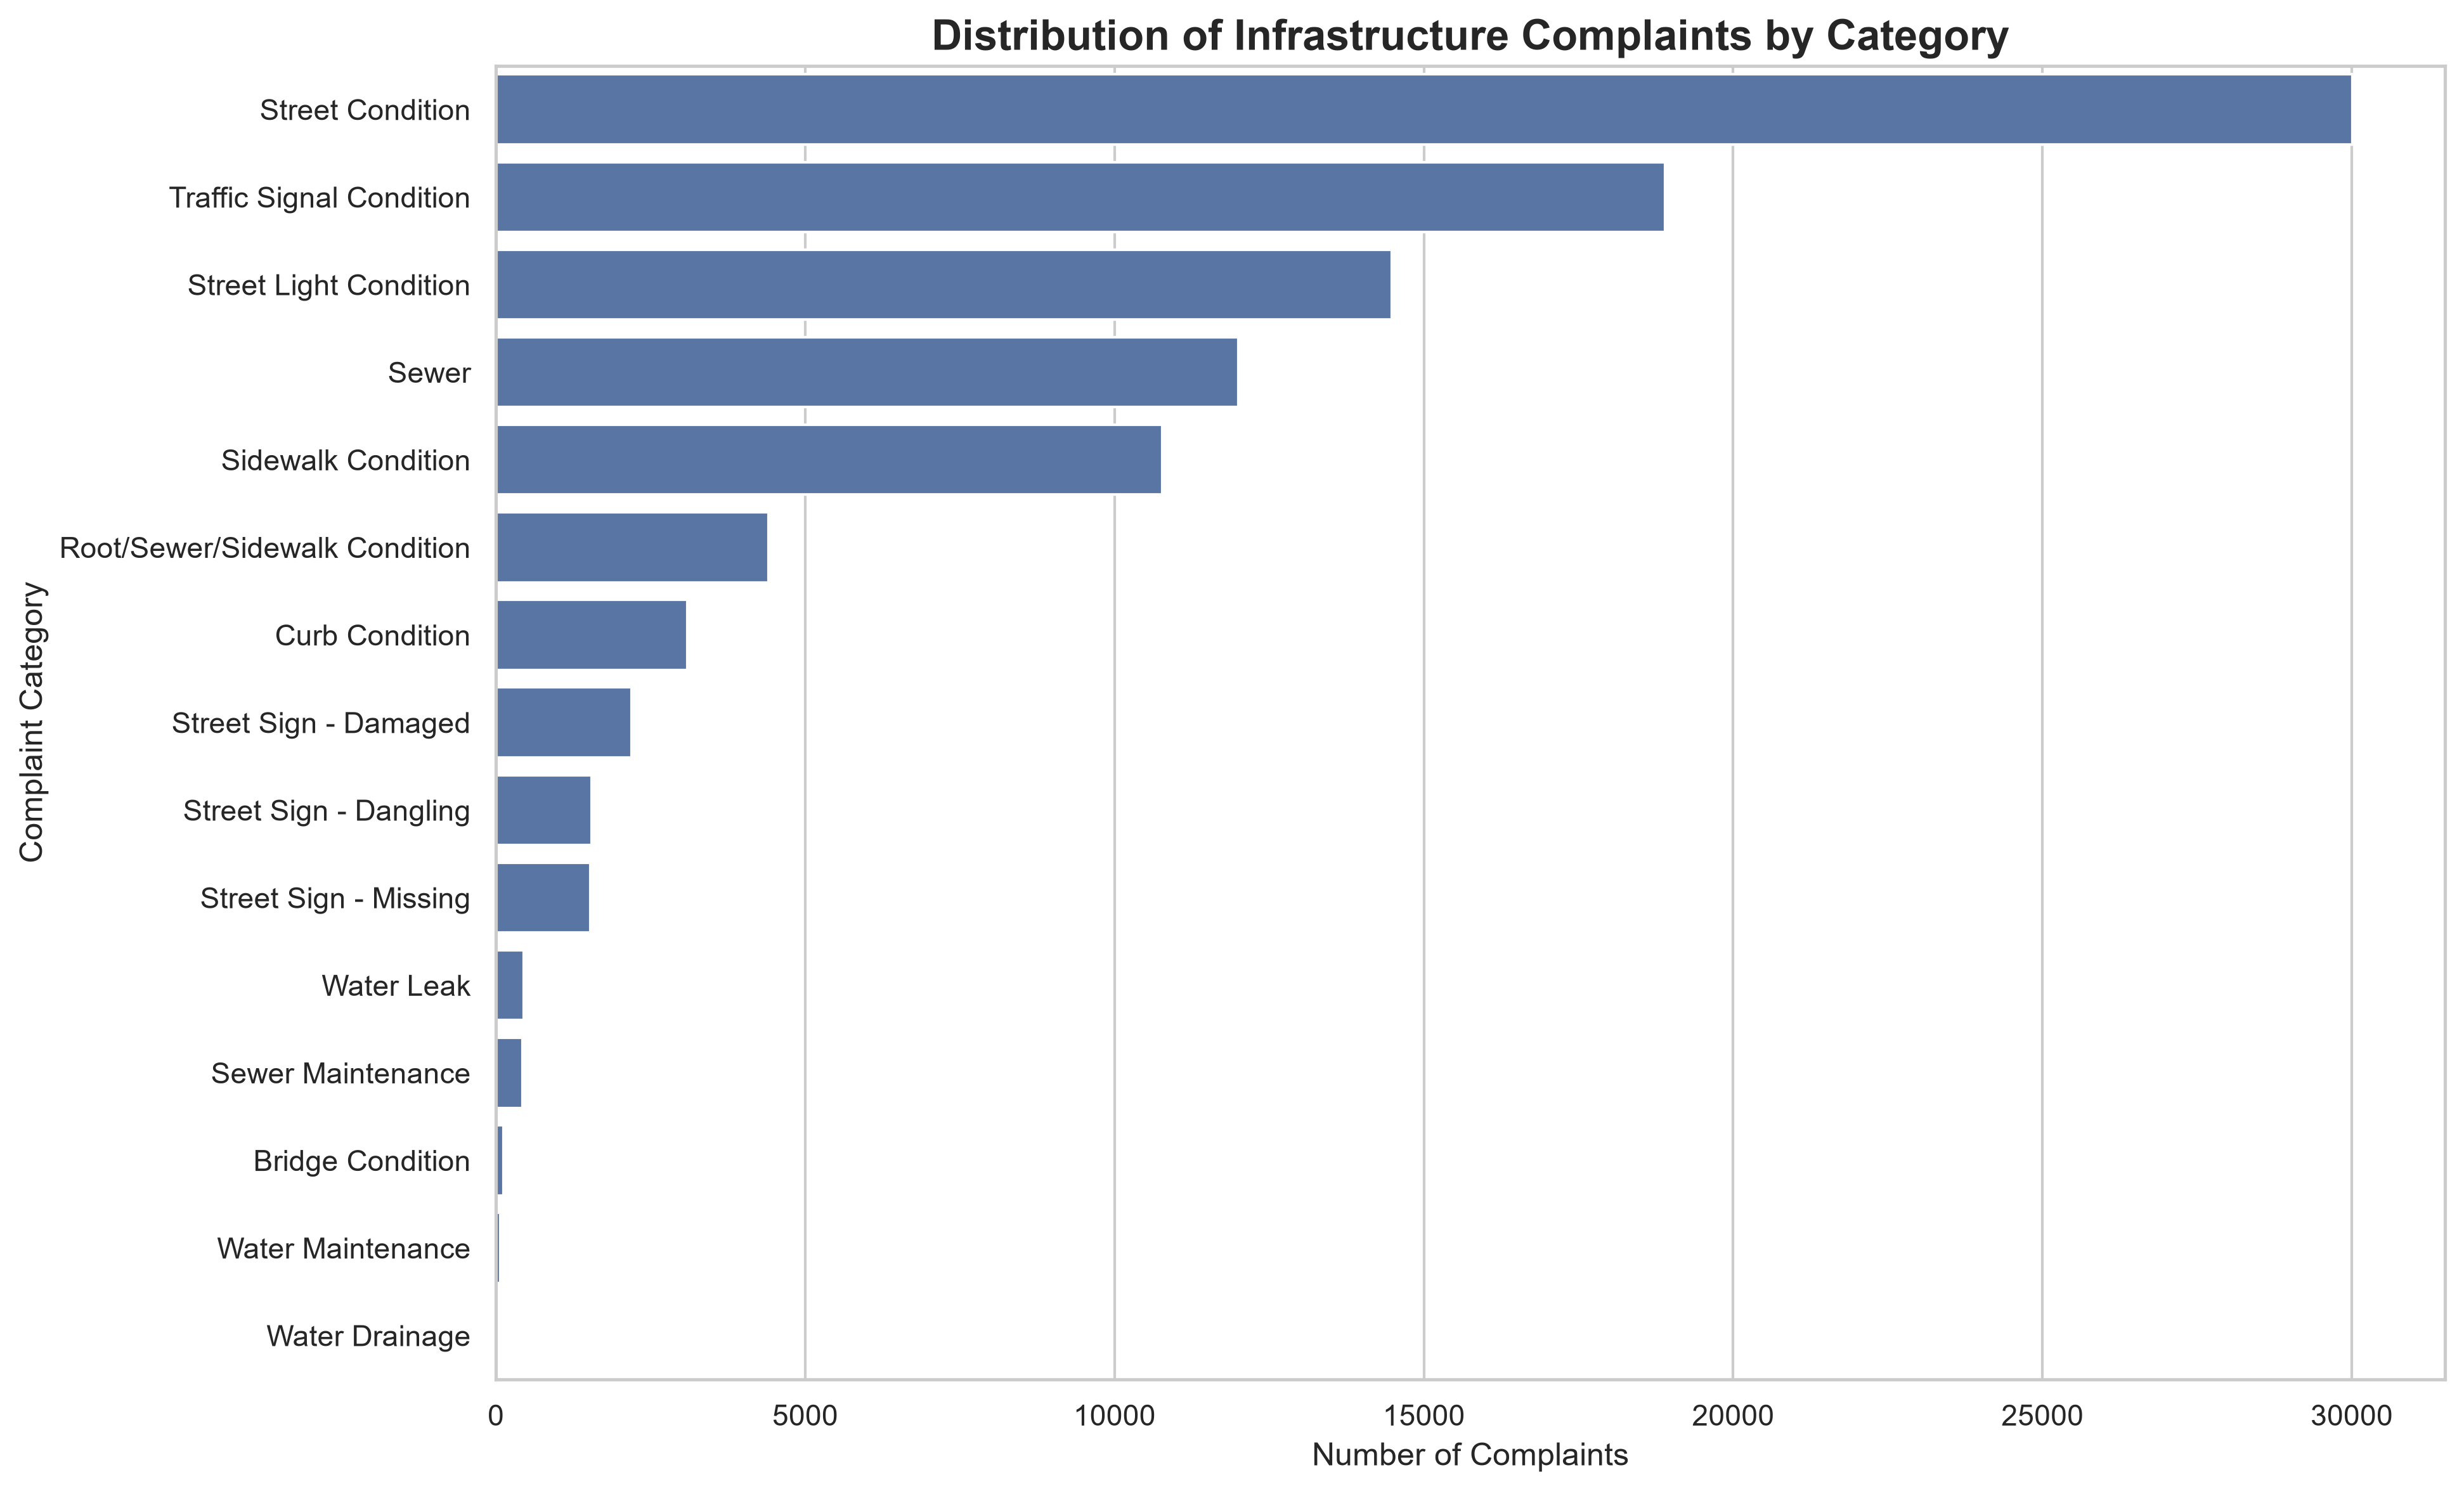 Distribution of Infrastructure Complaints by Category
Complaint Category
Street Condition
Traffic Signal Condition
Street Light Condition
Sewer
Sidewalk Condition
Root/Sewer/Sidewalk Condition
Curb Condition
Street Sign - Damaged
Street Sign - Dangling
Street Sign - Missing
Water Leak
Sewer Maintenance
Bridge Condition
Water Maintenance
Water Drainage
0 5000 10000 15000 20000 25000 30000
Number of Complaints